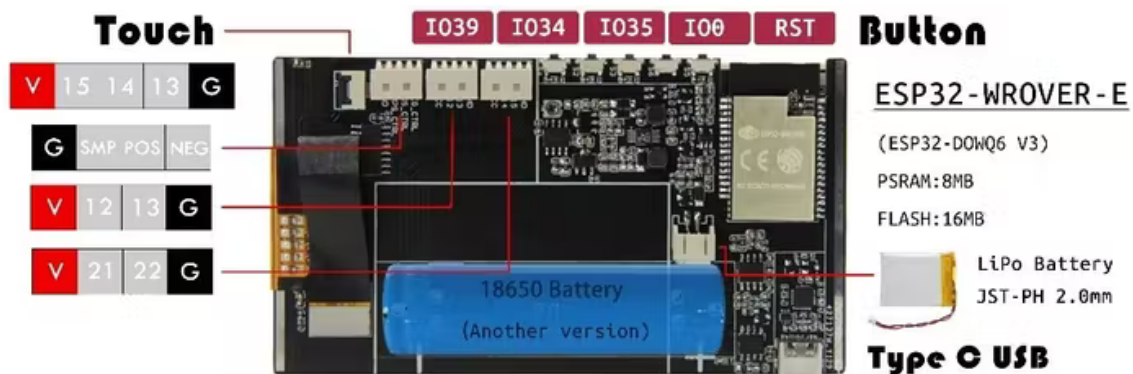 Touch
IO39 IO34 IO35 IO0 RST
Button
V 15 14 13 G
G SMP POS NEG
V 12 13 G
V 21 22 G
ESP32-WROVER-E
(ESP32-DOWQ6 V3)
PSRAM:8MB
FLASH:16MB
18650 Battery
(Another version)
LiPo Battery
JST-PH 2.0mm
Type C USB